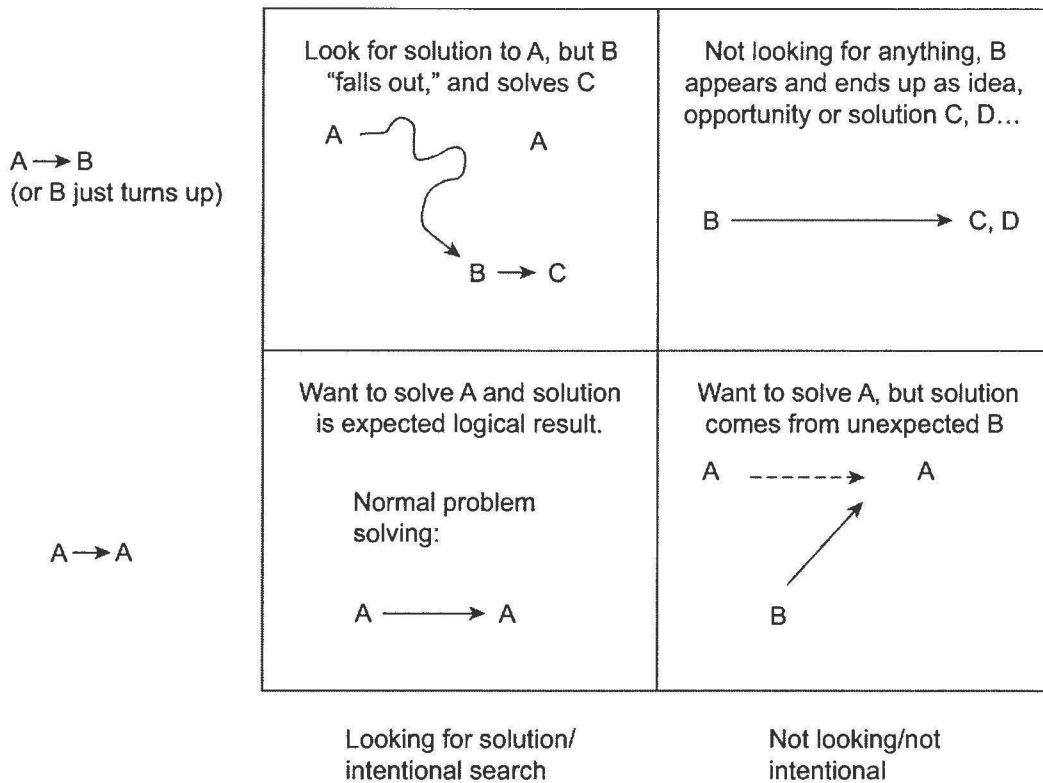 Look for solution to A, but B
“falls out,” and solves C
A
A
B → C
Not looking for anything, B
appears and ends up as idea,
opportunity or solution C, D…
B
C, D
A → B
(or B just turns up)
Want to solve A and solution
is expected logical result.
Normal problem
solving:
A
A
Want to solve A, but solution
comes from unexpected B
A
A
B
A → A
Looking for solution/
intentional search
Not looking/not
intentional